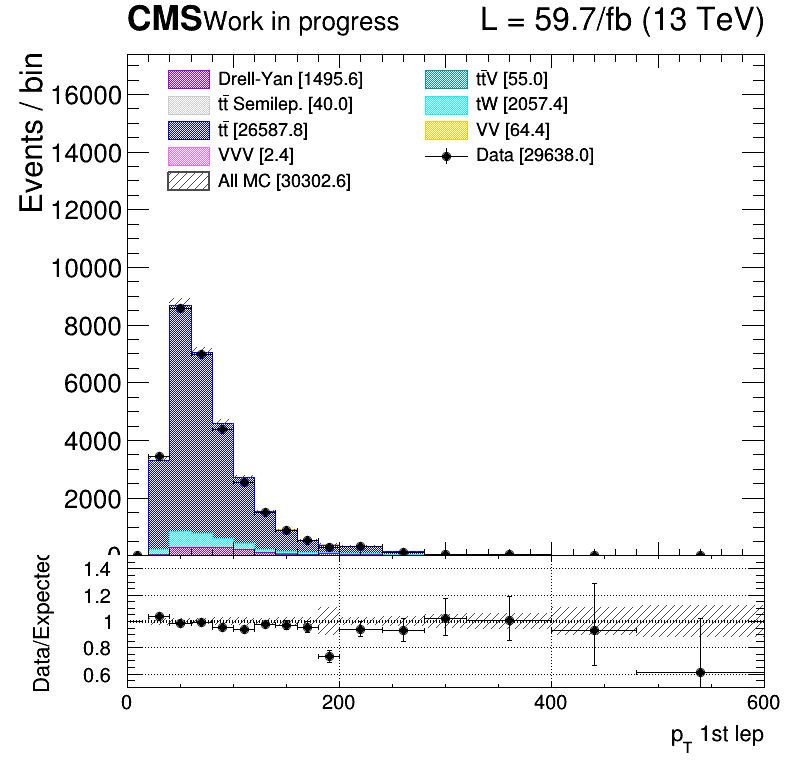 CMS Work in progress L = 59.7/fb (13 TeV)
Events / bin
Drell-Yan [1495.6]
tt̄ Semilep. [40.0]
tt̄ [26587.8]
VVV [2.4]
All MC [30302.6]
tt̄V [55.0]
tW [2057.4]
VV [64.4]
Data [29638.0]
16000
14000
12000
10000
8000
6000
4000
2000
0
Data/Expected
1.4
1.2
1
0.8
0.6
0 200 400 600
p_T 1st lep